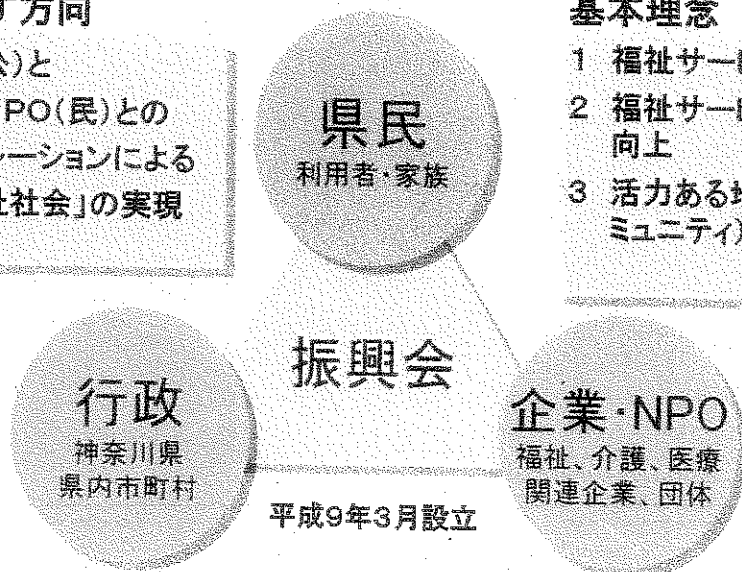 す方向
公)と
PO(民)との
ーションによる
社社会」の実現
基本理念
1 福祉サー
2 福祉サー
向上
3 活力ある
ミュニティ)
県民
利用者・家族
振興会
行政
神奈川県
県内市町村
企業・NPO
福祉、介護、医療
関連企業、団体
平成9年3月設立